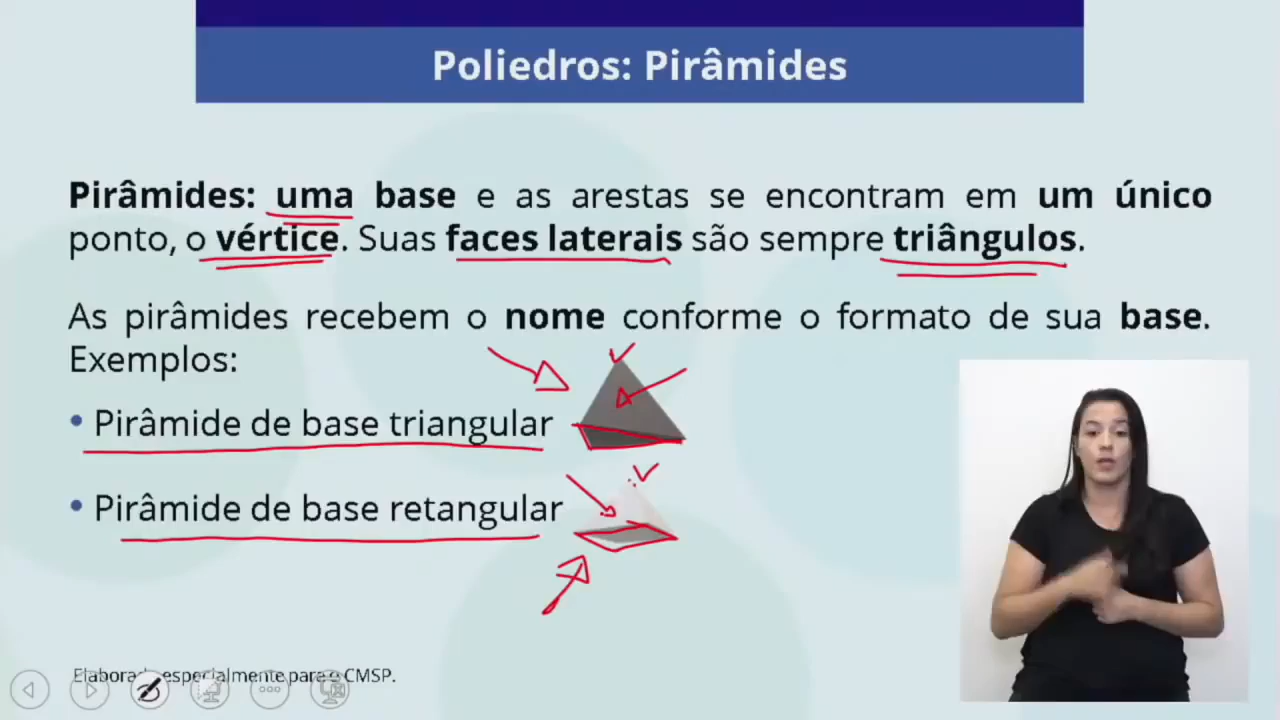 Poliedros: Pirâmides
Pirâmides: uma base e as arestas se encontram em um único
ponto, o vértice. Suas faces laterais são sempre triângulos.
As pirâmides recebem o nome conforme o formato de sua base.
Exemplos:
• Pirâmide de base triangular
• Pirâmide de base retangular
Elaborado especialmente para o CMSP.